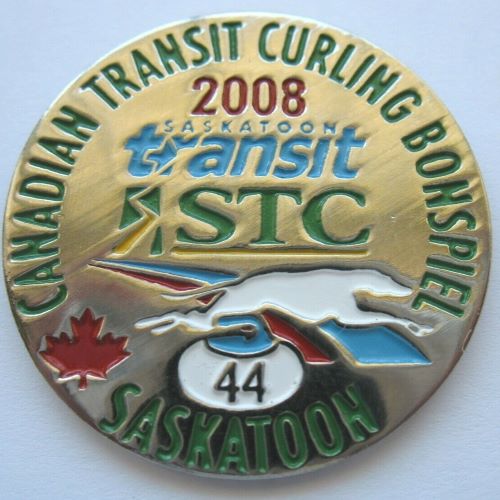 CANADIAN TRANSIT CURLING BONSPIEL
2008
SASKATOON
transit
STC
44
SASKATOON